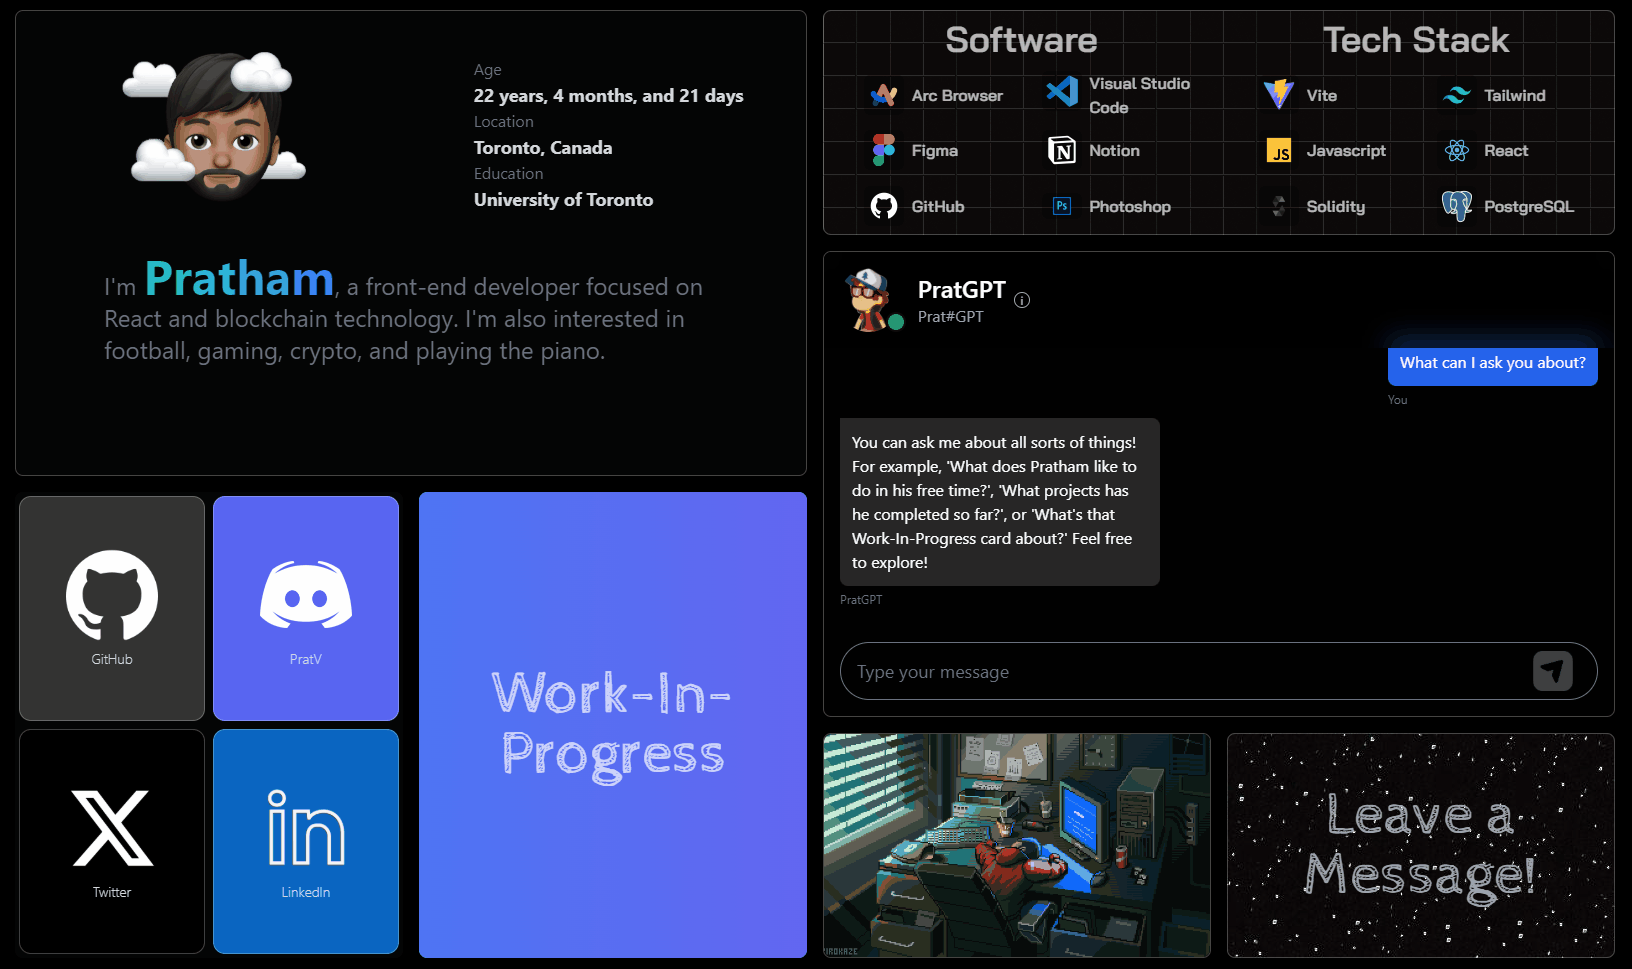 Age
22 years, 4 months, and 21 days
Location
Toronto, Canada
Education
University of Toronto
I'm Pratham, a front-end developer focused on
React and blockchain technology. I'm also interested in
football, gaming, crypto, and playing the piano.
Software
Arc Browser
Visual Studio
Code
Figma
Notion
GitHub
Ps
Photoshop
Tech Stack
Vite
Tailwind
JS
Javascript
React
Solidity
PostgreSQL
PratGPT
Prat#GPT
What can I ask you about?
You
You can ask me about all sorts of things!
For example, 'What does Pratham like to
do in his free time?', 'What projects has
he completed so far?', or 'What's that
Work-In-Progress card about?' Feel free
to explore!
PratGPT
Type your message
GitHub
PratV
Twitter
in
LinkedIn
Work-In-
Progress
Leave a
Message!